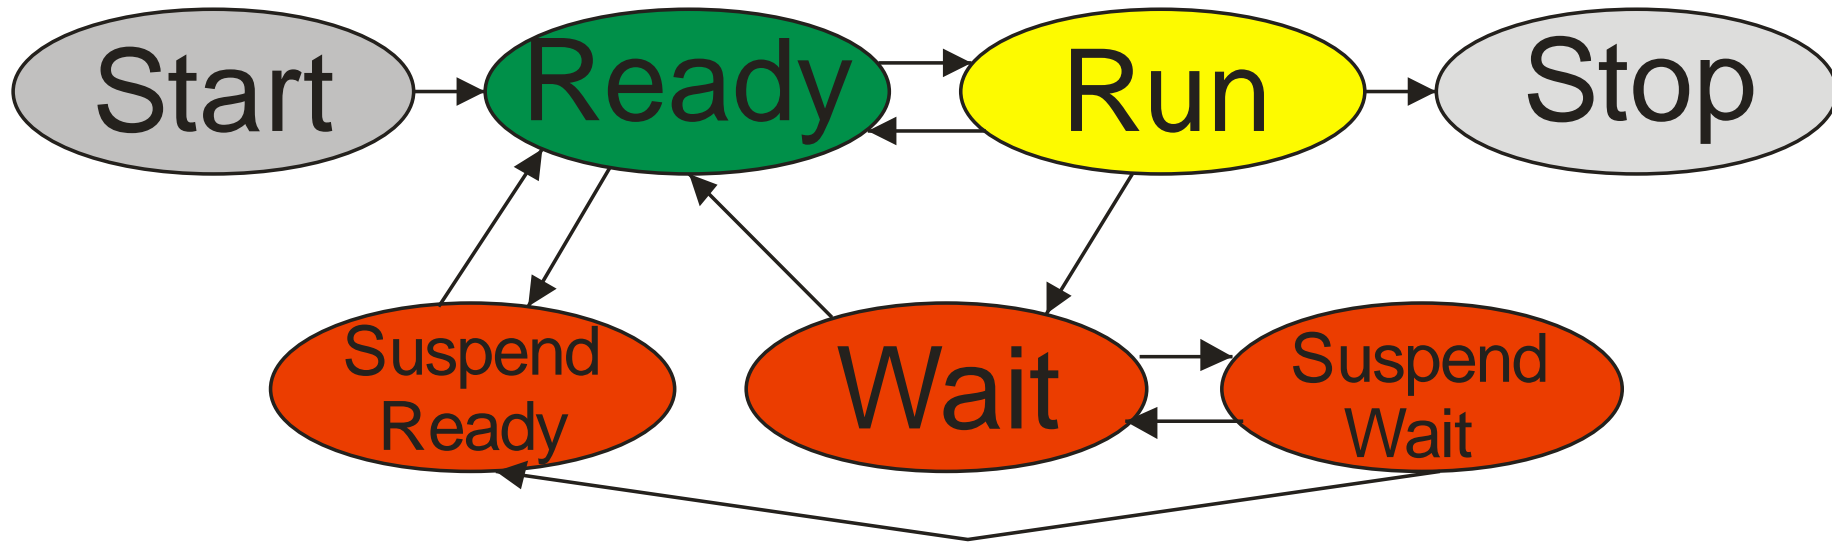 Start
Ready
Run
Stop
Suspend
Ready
Wait
Suspend
Wait